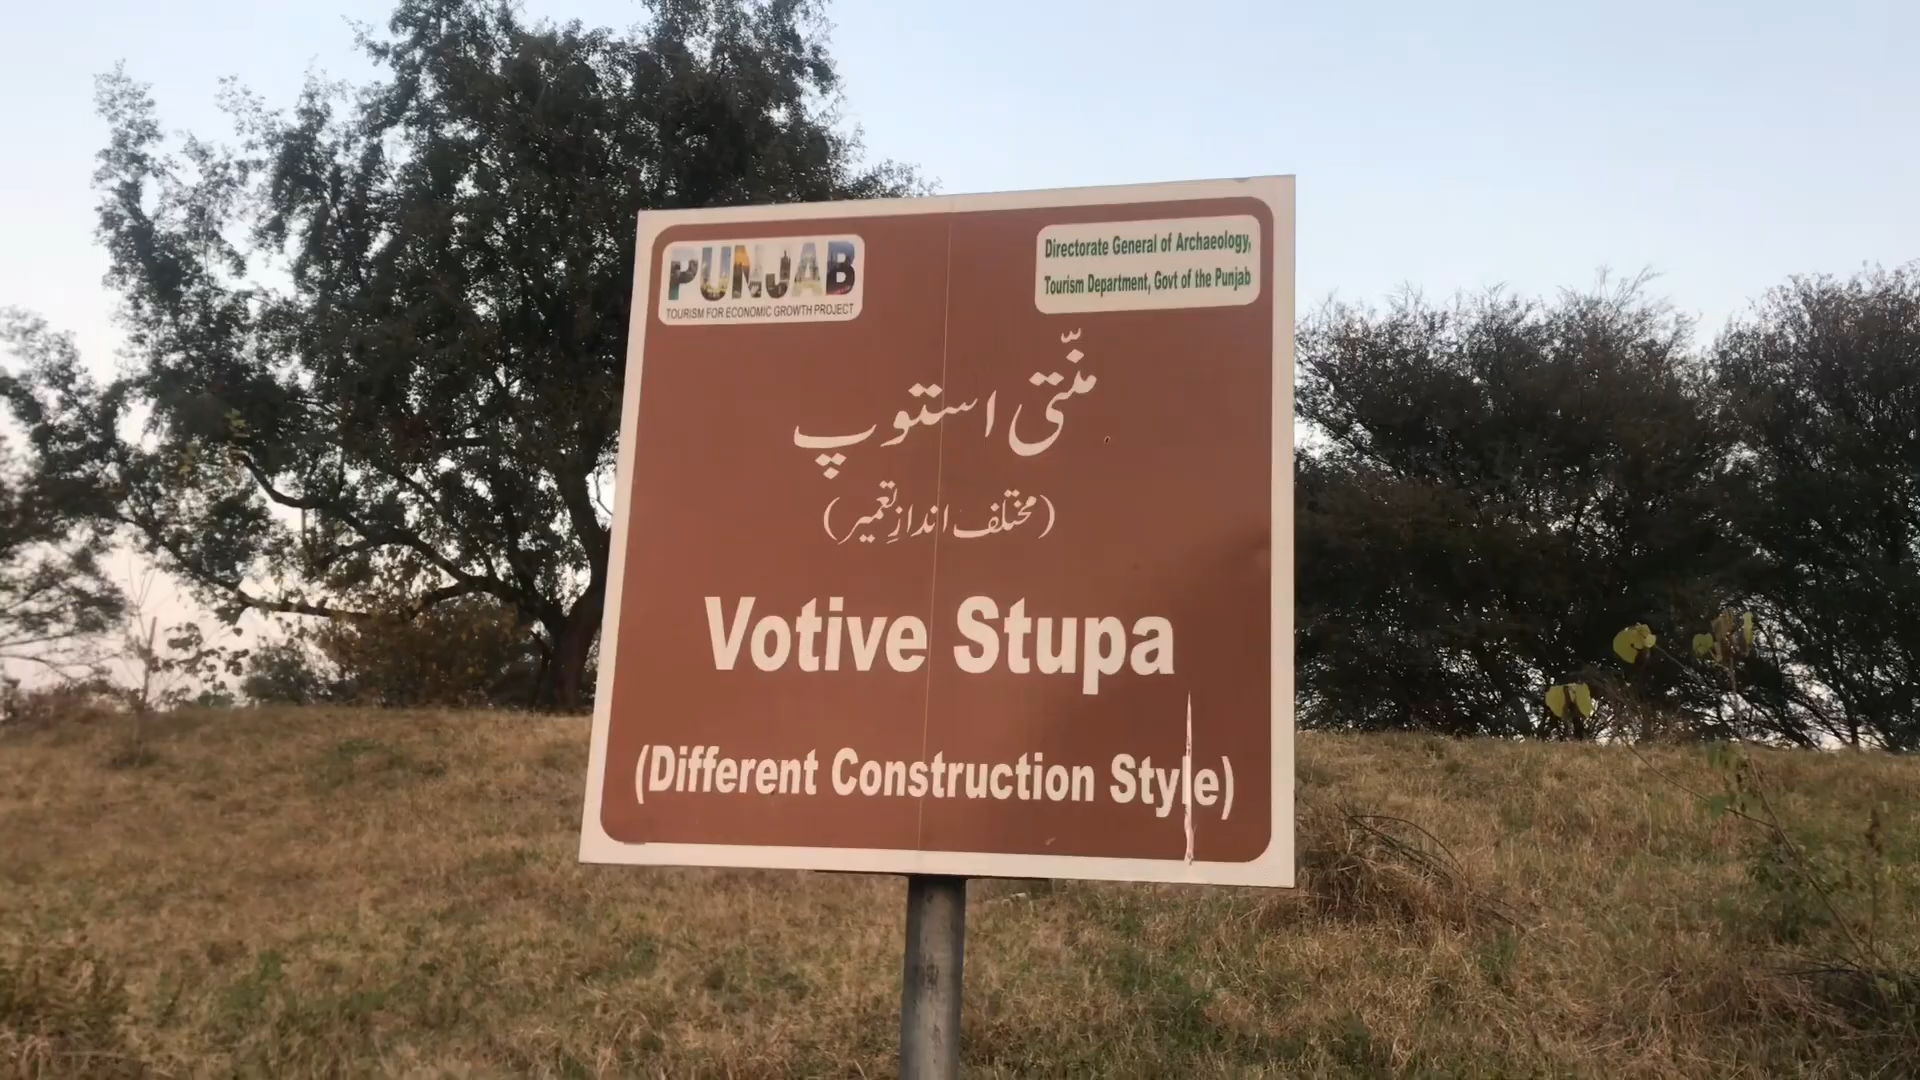 PUNJAB
TOURISM FOR ECONOMIC GROWTH PROJECT
Directorate General of Archaeology,
Tourism Department, Govt of the Punjab
منّتی استوپ
(مختلف اندازِ تعمیر)
Votive Stupa
(Different Construction Style)